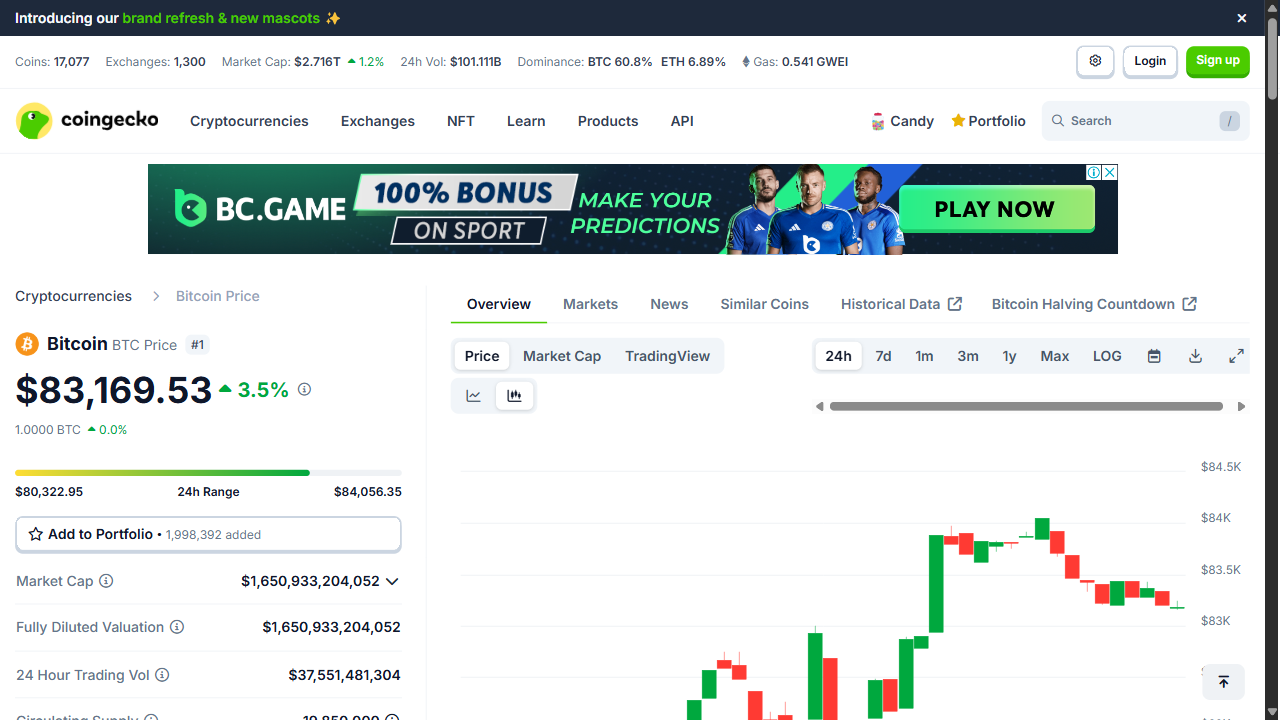 Introducing our brand refresh & new mascots ✨
Coins: 17,077 Exchanges: 1,300 Market Cap: $2.716T 1.2% 24h Vol: $101.111B Dominance: BTC 60.8% ETH 6.89% Gas: 0.541 GWEI
Login
Sign up
coingecko
Cryptocurrencies Exchanges NFT Learn Products API
Candy Portfolio
Search /
BC.GAME
100% BONUS
ON SPORT
MAKE YOUR
PREDICTIONS
PLAY NOW
Cryptocurrencies Bitcoin Price
Bitcoin BTC Price #1
$83,169.53 3.5%
1.0000 BTC 0.0%
$80,322.95 24h Range $84,056.35
Add to Portfolio • 1,998,392 added
Market Cap $1,650,933,204,052
Fully Diluted Valuation $1,650,933,204,052
24 Hour Trading Vol $37,551,481,304
Circulating Supply 19,850,000
Overview Markets News Similar Coins Historical Data Bitcoin Halving Countdown
Price Market Cap TradingView
24h 7d 1m 3m 1y Max LOG
$84.5K
$84K
$83.5K
$83K